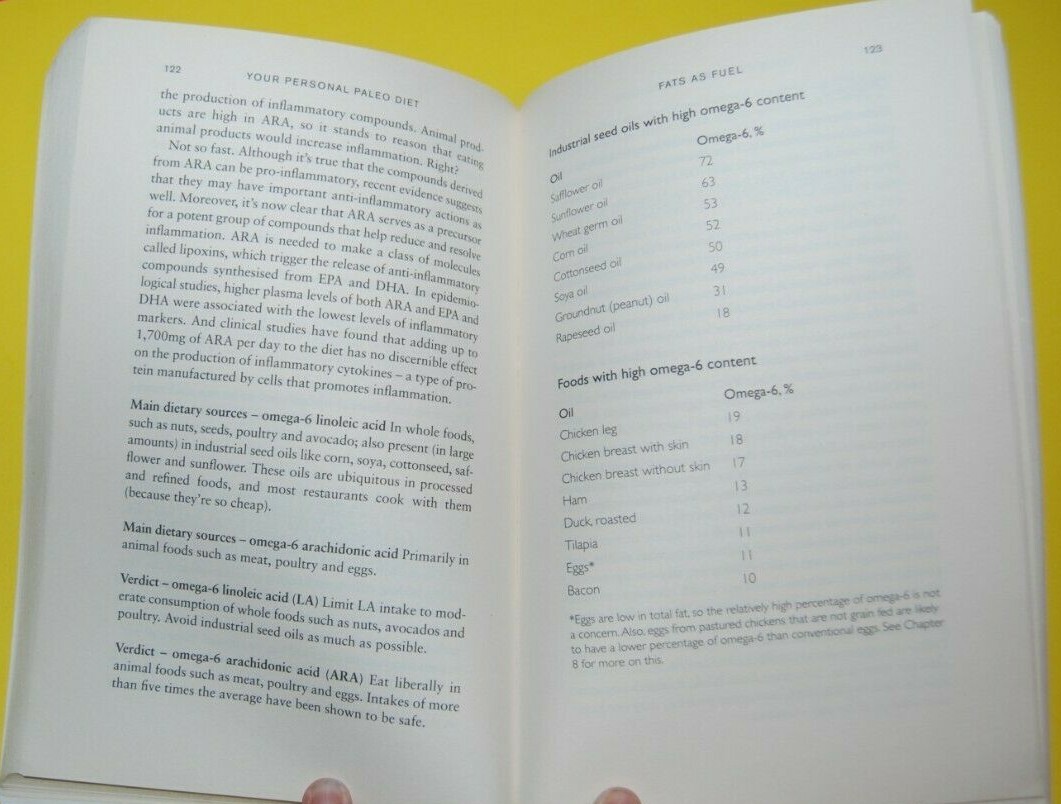 122
YOUR PERSONAL PALEO DIET
the production of inflammatory compounds. Animal prod-
ucts are high in ARA, so it stands to reason that eating
animal products would increase inflammation. Right?
Not so fast. Although it's true that the compounds derived
from ARA can be pro-inflammatory, recent evidence suggests
that they may have important anti-inflammatory actions as
well. Moreover, it's now clear that ARA serves as a precursor
for a potent group of compounds that help reduce and resolve
inflammation. ARA is needed to make a class of molecules
called lipoxins, which trigger the release of anti-inflammatory
compounds synthesised from EPA and DHA. In epidemio-
logical studies, higher plasma levels of both ARA and EPA and
DHA were associated with the lowest levels of inflammatory
markers. And clinical studies have found that adding up to
1,700mg of ARA per day to the diet has no discernible effect
on the production of inflammatory cytokines – a type of pro-
tein manufactured by cells that promotes inflammation.
Main dietary sources – omega-6 linoleic acid In whole foods,
such as nuts, seeds, poultry and avocado; also present (in large
amounts) in industrial seed oils like corn, soya, cottonseed, saf-
flower and sunflower. These oils are ubiquitous in processed
and refined foods, and most restaurants cook with them
(because they're so cheap).
Main dietary sources – omega-6 arachidonic acid Primarily in
animal foods such as meat, poultry and eggs.
Verdict – omega-6 linoleic acid (LA) Limit LA intake to mod-
erate consumption of whole foods such as nuts, avocados and
poultry. Avoid industrial seed oils as much as possible.
Verdict – omega-6 arachidonic acid (ARA) Eat liberally in
animal foods such as meat, poultry and eggs. Intakes of more
than five times the average have been shown to be safe.
FATS AS FUEL
123
Industrial seed oils with high omega-6 content
Oil Omega-6, %
Safflower oil 72
Sunflower oil 63
Wheat germ oil 53
Corn oil 52
Cottonseed oil 50
Soya oil 49
Groundnut (peanut) oil 31
Rapeseed oil 18
Foods with high omega-6 content
Oil Omega-6, %
Chicken leg 19
Chicken breast with skin 18
Chicken breast without skin 17
Ham 13
Duck, roasted 12
Tilapia 11
Eggs* 11
Bacon 10
*Eggs are low in total fat, so the relatively high percentage of omega-6 is not
a concern. Also, eggs from pastured chickens that are not grain fed are likely
to have a lower percentage of omega-6 than conventional eggs. See Chapter
8 for more on this.